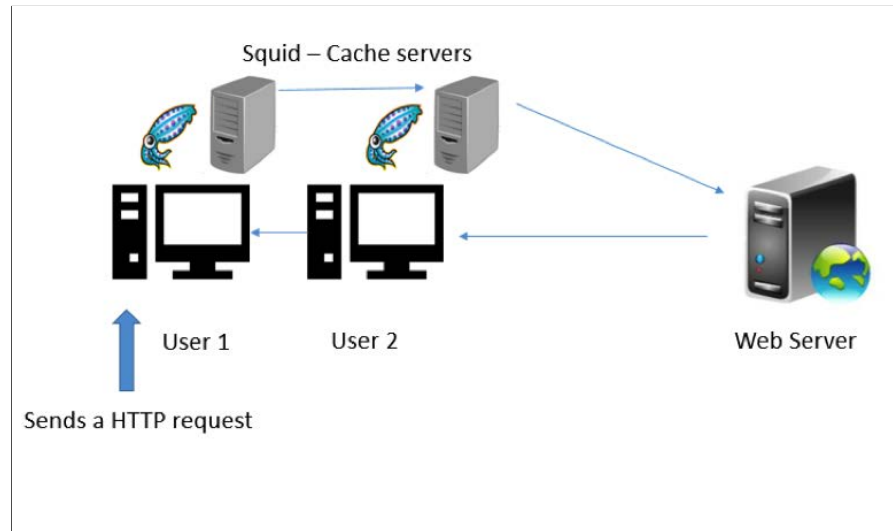 Squid – Cache servers
User 1
User 2
Web Server
Sends a HTTP request